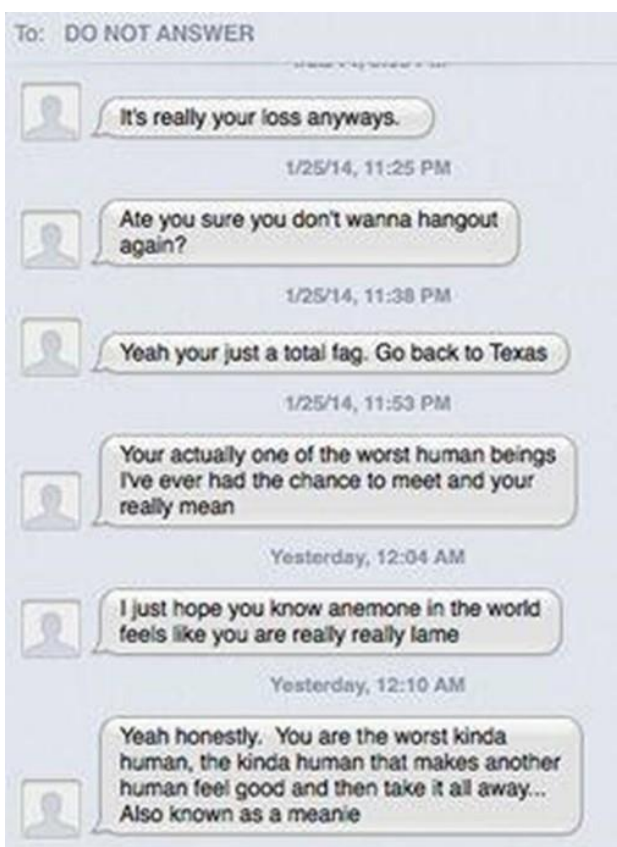 To: DO NOT ANSWER
It's really your loss anyways.
1/25/14, 11:25 PM
Ate you sure you don't wanna hangout
again?
1/25/14, 11:38 PM
Yeah your just a total fag. Go back to Texas
1/25/14, 11:53 PM
Your actually one of the worst human beings
I've ever had the chance to meet and your
really mean
Yesterday, 12:04 AM
I just hope you know anemone in the world
feels like you are really really lame
Yesterday, 12:10 AM
Yeah honestly. You are the worst kinda
human, the kinda human that makes another
human feel good and then take it all away...
Also known as a meanie